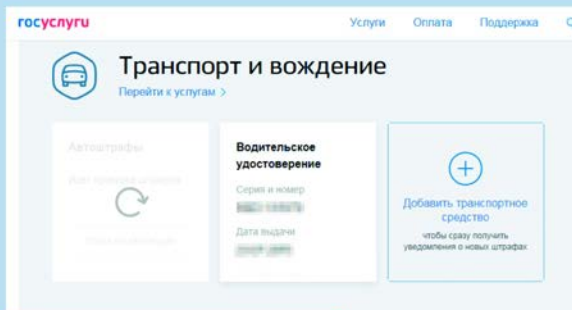 госуслуги
Услуги Оплата Поддержка
Транспорт и вождение
Перейти к услугам >
Автоштрафы
Водительское
удостоверение
Серия и номер
Дата выдачи
Добавить транспортное
средство
чтобы сразу получить
уведомления о новых штрафах